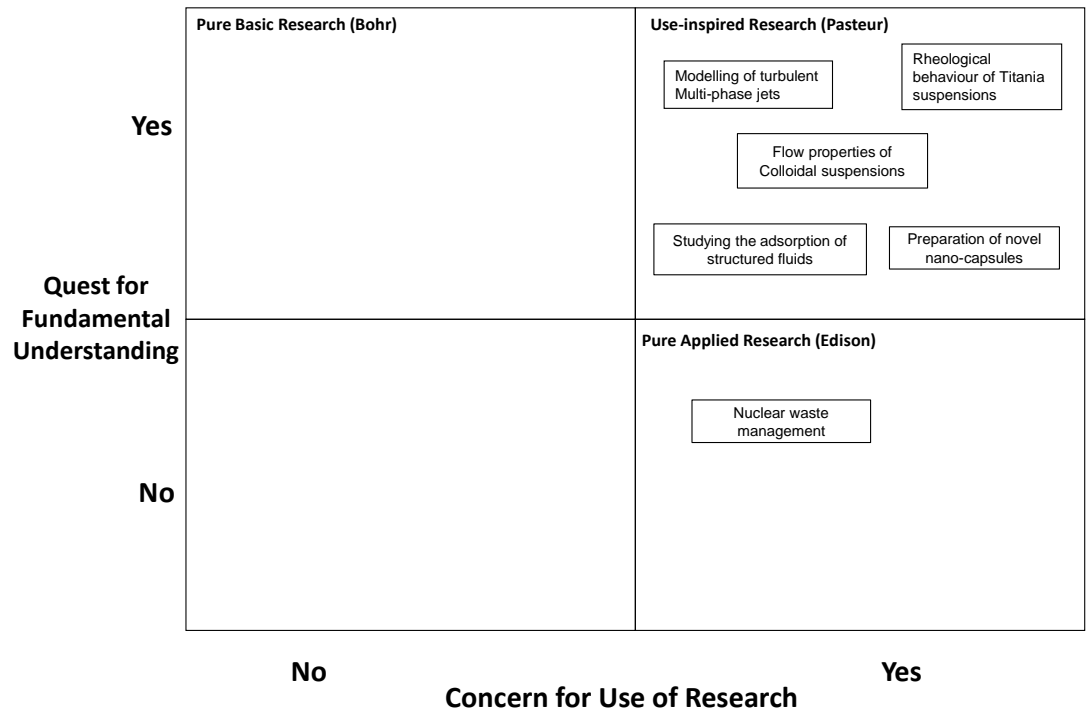 Pure Basic Research (Bohr)
Use-inspired Research (Pasteur)
Modelling of turbulent
Multi-phase jets
Rheological
behaviour of Titania
suspensions
Flow properties of
Colloidal suspensions
Studying the adsorption of
structured fluids
Preparation of novel
nano-capsules
Yes
Quest for
Fundamental
Understanding
Pure Applied Research (Edison)
Nuclear waste
management
No
No
Yes
Concern for Use of Research